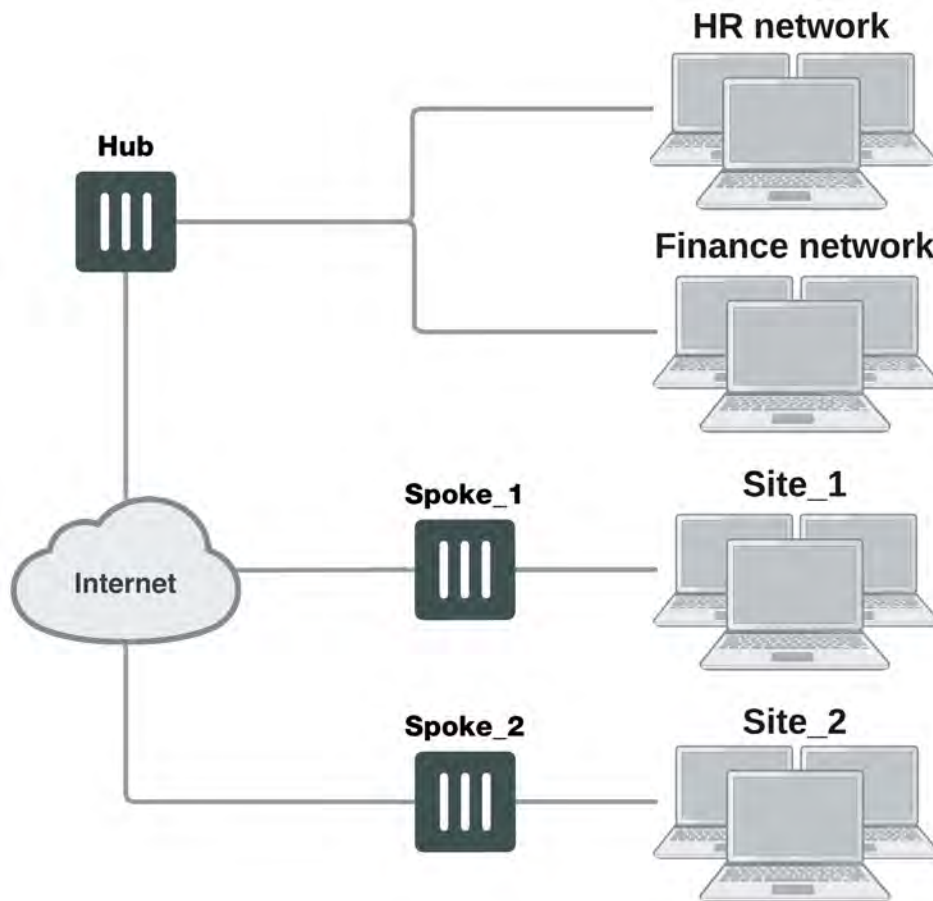 HR network
Hub
Finance network
Spoke_1
Site_1
Internet
Spoke_2
Site_2